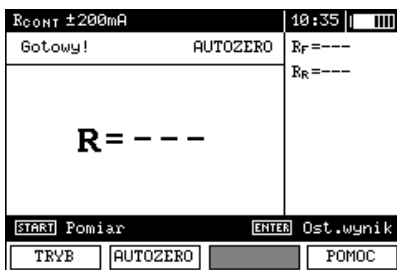 RCONT ±200mA 10:35
Gotowy! AUTOZERO RF=---
RR=---
R=---
START Pomiar ENTER Ost.wynik
TRYB AUTOZERO POMOC